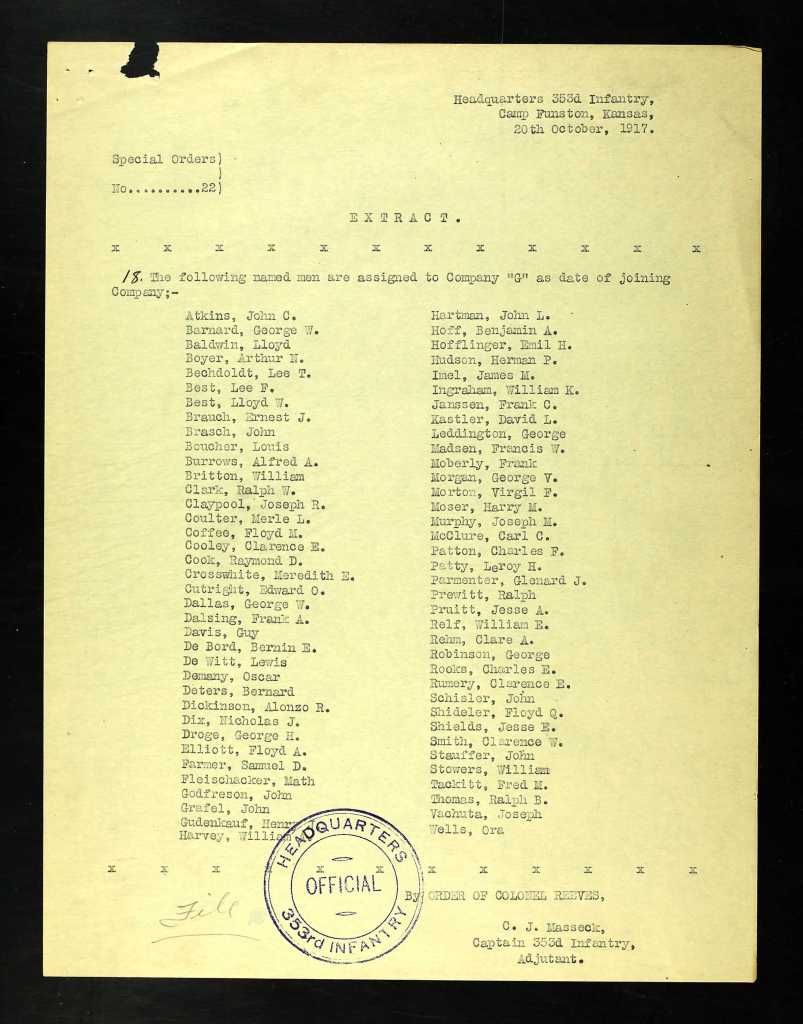 Headquarters 353d Infantry,
Camp Funston, Kansas,
20th October, 1917.
Special Orders)
)
No..........22)
E X T R A C T .
x x x x x x x x x x x x
18. The following named men are assigned to Company "G" as date of joining
Company;-
Atkins, John C.
Barnard, George W.
Baldwin, Lloyd
Boyer, Arthur N.
Bechdoldt, Lee T.
Best, Lee F.
Best, Lloyd W.
Brauch, Ernest J.
Brasch, John
Boucher, Louis
Burrows, Alfred A.
Britton, William
Clark, Ralph W.
Claypool, Joseph R.
Coulter, Merle L.
Coffee, Floyd M.
Cooley, Clarence E.
Cook, Raymond D.
Crosswhite, Meredith E.
Cutright, Edward O.
Dallas, George W.
Dalsing, Frank A.
Davis, Guy
De Bord, Bernin E.
De Witt, Lewis
Demany, Oscar
Deters, Bernard
Dickinson, Alonzo R.
Dix, Nicholas J.
Droge, George H.
Elliott, Floyd A.
Farmer, Samuel D.
Fleischacker, Math
Godfreson, John
Grafel, John
Gudenkauf, Henry
Harvey, William
Hartman, John L.
Hoff, Benjamin A.
Hofflinger, Emil H.
Hudson, Herman P.
Imel, James M.
Ingraham, William K.
Janssen, Frank C.
Kastler, David L.
Leddington, George
Madsen, Francis W.
Moberly, Frank
Morgan, George V.
Morton, Virgil F.
Moser, Harry M.
Murphy, Joseph M.
McClure, Carl C.
Patton, Charles F.
Patty, Leroy H.
Parmenter, Glenard J.
Prewitt, Ralph
Pruitt, Jesse A.
Relf, William E.
Rehm, Clare A.
Robinson, George
Rooks, Charles E.
Rumery, Clarence E.
Schisler, John
Shideler, Floyd Q.
Shields, Jesse E.
Smith, Clarence W.
Stauffer, John
Stowers, William
Tackitt, Fred M.
Thomas, Ralph B.
Vachuta, Joseph
Wells, Ora
x x x x x x x x x x x
HEADQUARTERS
OFFICIAL
353rd INFANTRY
File
By ORDER OF COLONEL REEVES,
C. J. Masseck,
Captain 353d Infantry,
Adjutant.